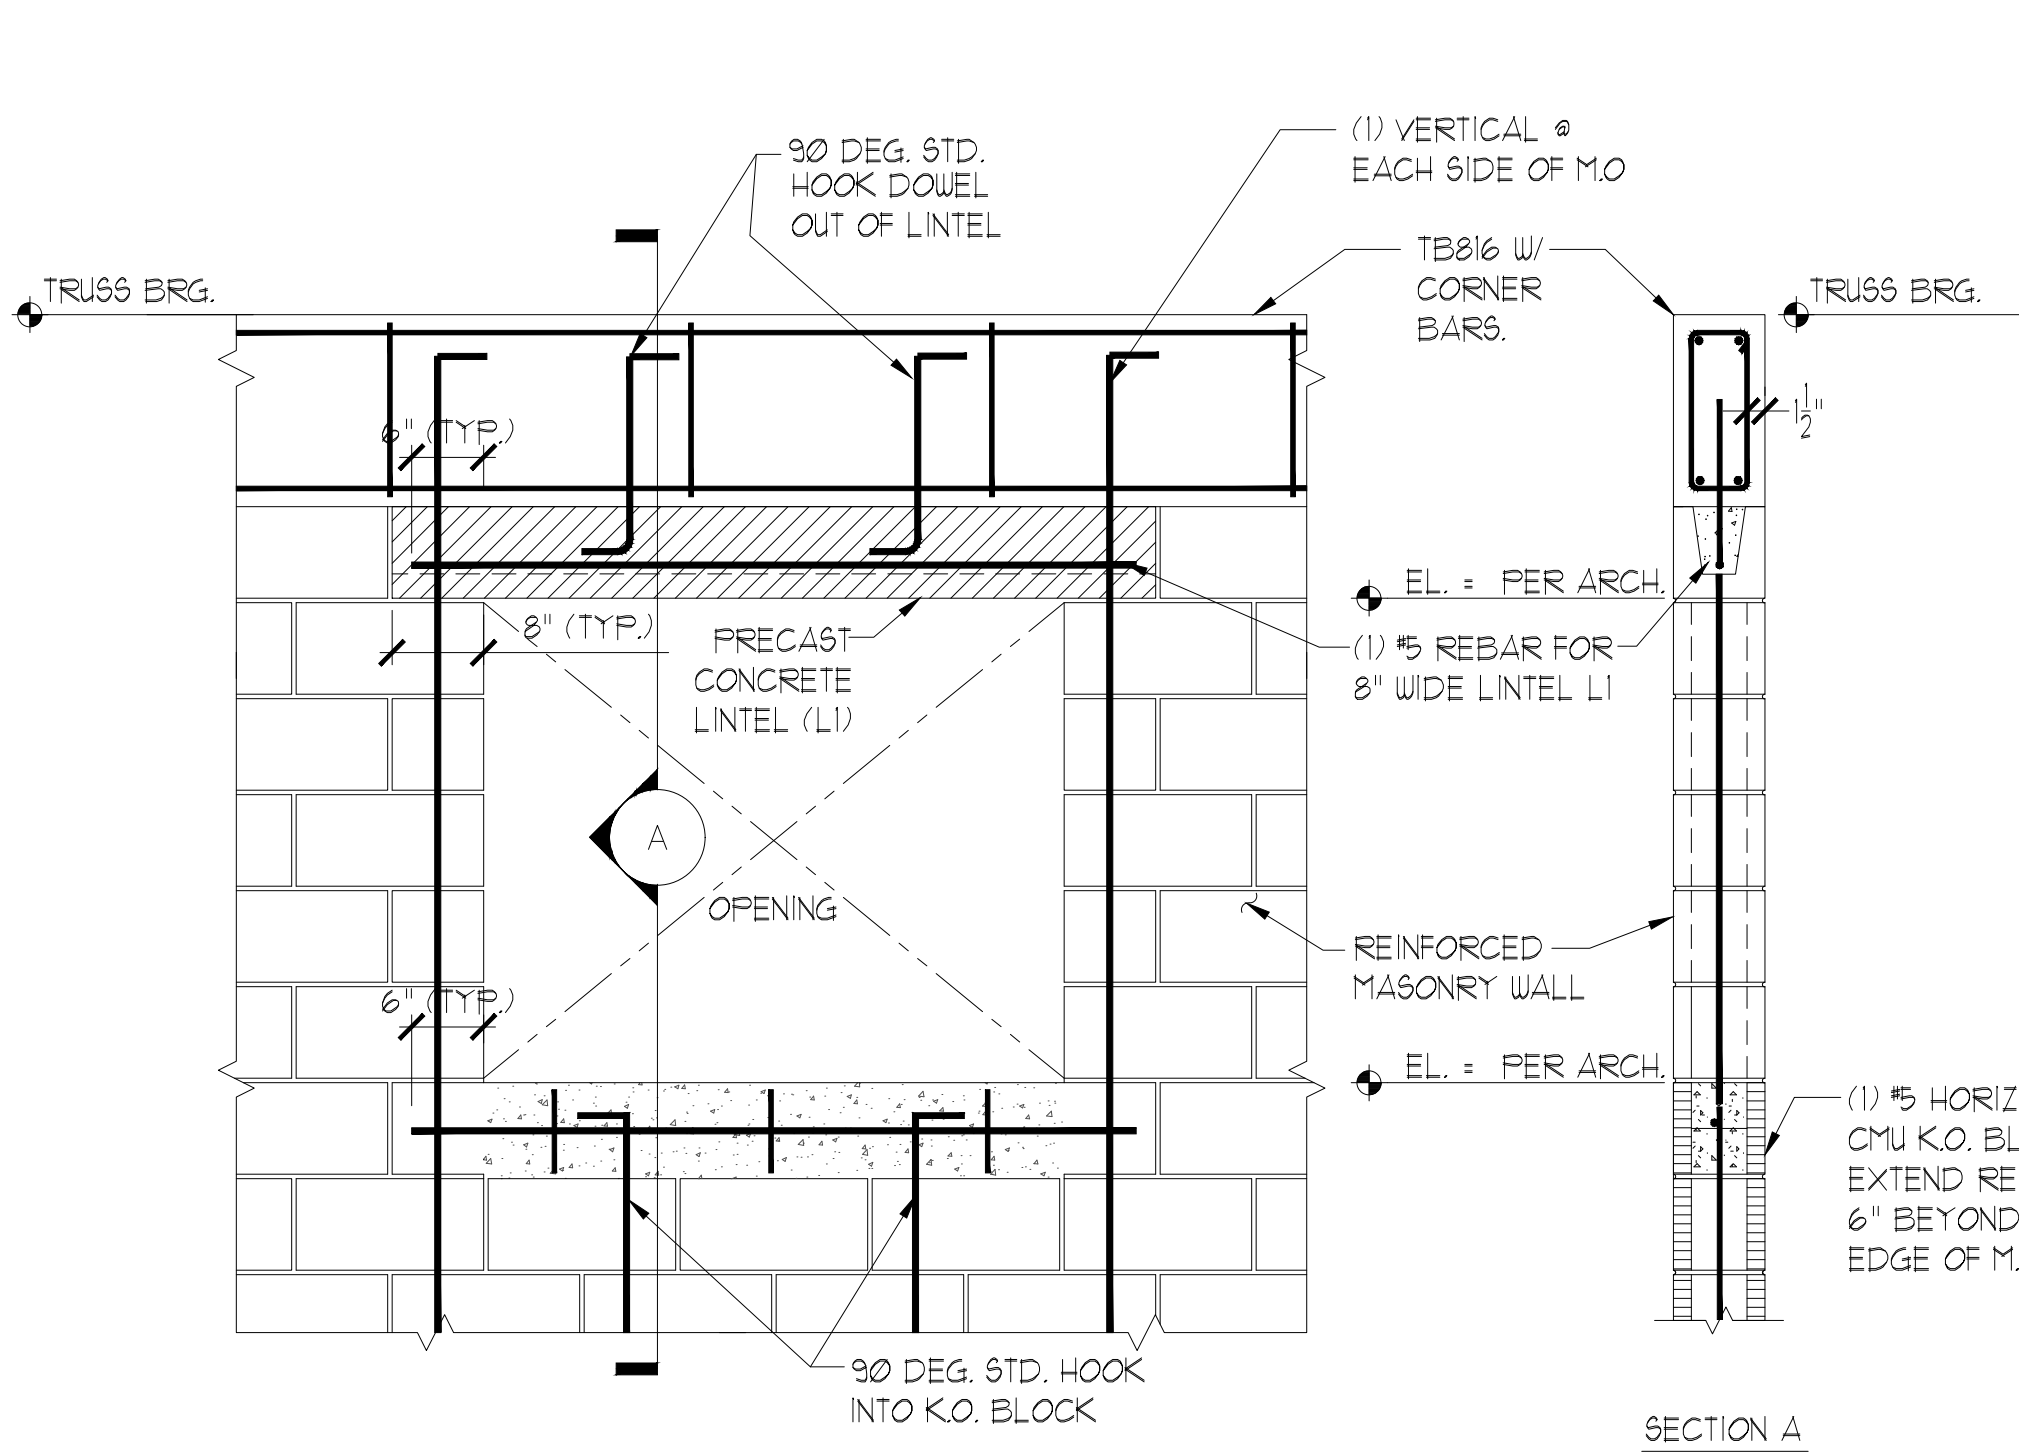 90 DEG. STD.
HOOK DOWEL
OUT OF LINTEL
(1) VERTICAL @
EACH SIDE OF M.O
TB816 W/
CORNER
BARS.
TRUSS BRG.
TRUSS BRG.
1 1/2"
6" (TYP.)
EL. = PER ARCH.
8" (TYP.)
PRECAST
CONCRETE
LINTEL (L1)
(1) #5 REBAR FOR
8" WIDE LINTEL L1
A
OPENING
REINFORCED
MASONRY WALL
6" (TYP.)
EL. = PER ARCH.
(1) #5 HORIZ
CMU K.O. BL
EXTEND RE
6" BEYOND
EDGE OF M.
90 DEG. STD. HOOK
INTO K.O. BLOCK
SECTION A